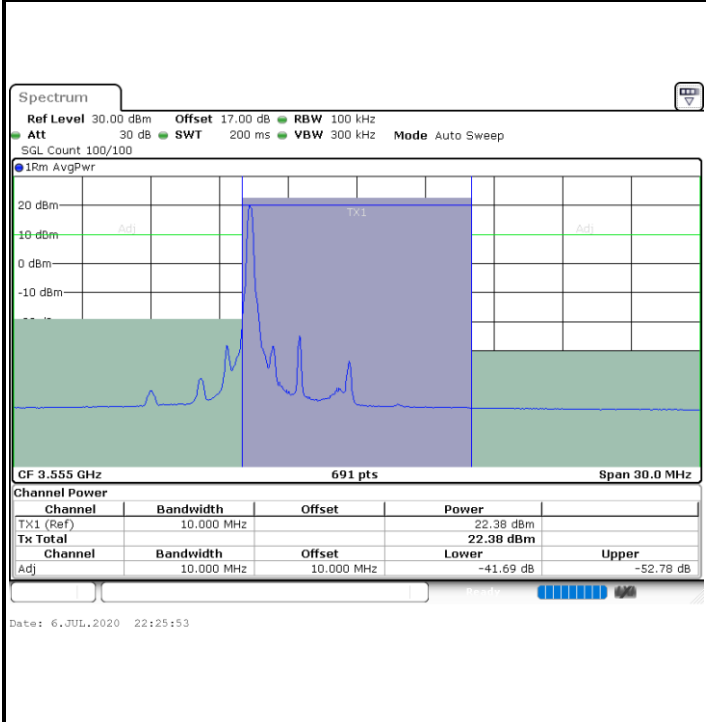 Spectrum
Ref Level 30.00 dBm Offset 17.00 dB RBW 100 kHz
Att 30 dB SWT 200 ms VBW 300 kHz Mode Auto Sweep
SGL Count 100/100
1Rm AvgPwr
20 dBm
TX1
Adj
Adj
10 dBm
0 dBm
-10 dBm
CF 3.555 GHz 691 pts Span 30.0 MHz
Channel Power
Channel Bandwidth Offset Power
TX1 (Ref) 10.000 MHz 22.38 dBm
Tx Total 22.38 dBm
Channel Bandwidth Offset Lower Upper
Adj 10.000 MHz 10.000 MHz -41.69 dB -52.78 dB
Ready
Date: 6.JUL.2020 22:25:53